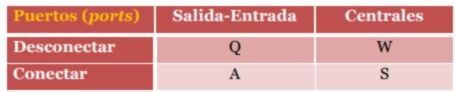 Puertos (ports) Salida-Entrada Centrales
Desconectar Q W
Conectar A S